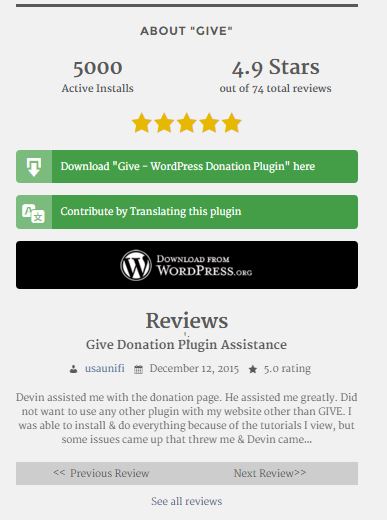 ABOUT "GIVE"
5000
Active Installs
4.9 Stars
out of 74 total reviews
Download "Give - WordPress Donation Plugin" here
Contribute by Translating this plugin
DOWNLOAD FROM
WORDPRESS.ORG
Reviews
Give Donation Plugin Assistance
usaunifi December 12, 2015 5.0 rating
Devin assisted me with the donation page. He assisted me greatly. Did
not want to use any other plugin with my website other than GIVE. I
was able to install & do everything because of the tutorials I view, but
some issues came up that threw me & Devin came...
<< Previous Review Next Review>>
See all reviews